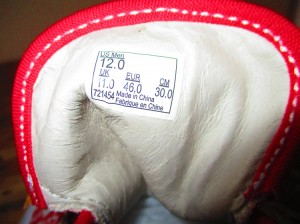 US Men
12.0
UK EUR CM
11.0 46.0 30.0
721454 Made in China
Fabriqué en Chine